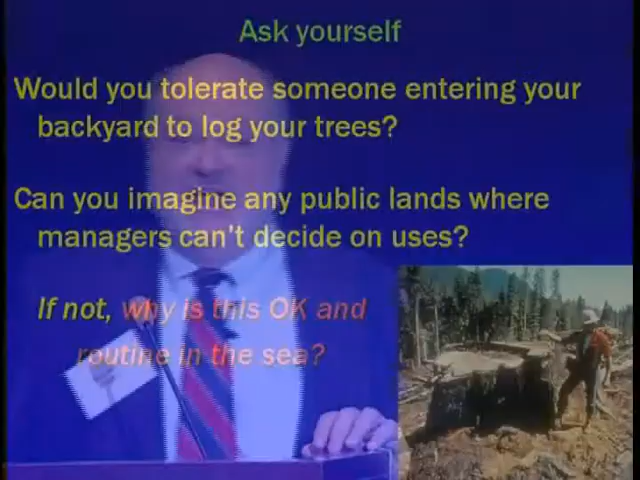 Ask yourself
Would you tolerate someone entering your
backyard to log your trees?
Can you imagine any public lands where
managers can't decide on uses?
If not, why is this OK and
routine in the sea?